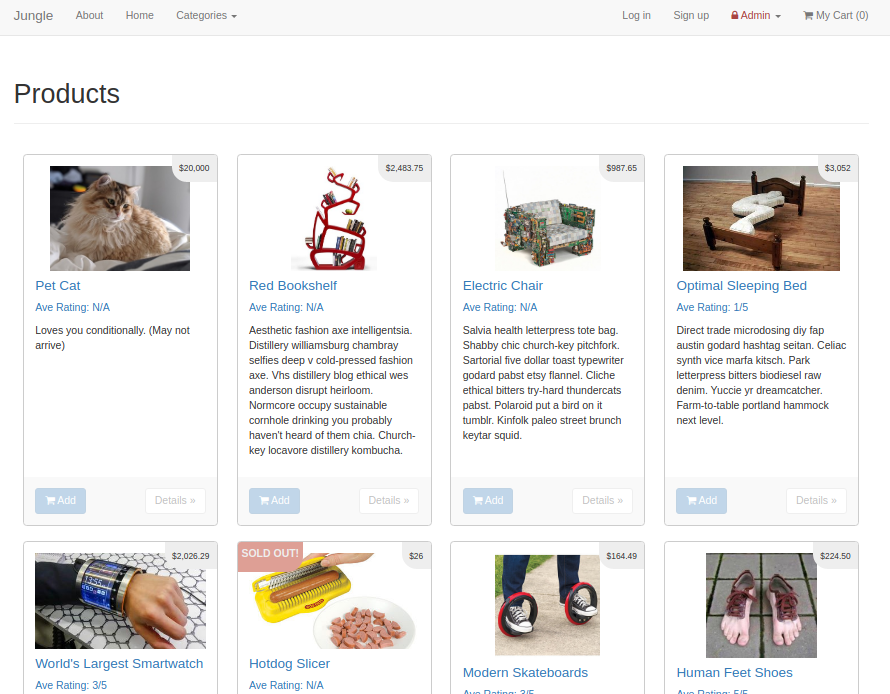 Jungle About Home Categories Log in Sign up Admin My Cart (0)
Products
$20,000
Pet Cat
Ave Rating: N/A
Loves you conditionally. (May not
arrive)
Add Details »
$2,483.75
Red Bookshelf
Ave Rating: N/A
Aesthetic fashion axe intelligentsia.
Distillery williamsburg chambray
selfies deep v cold-pressed fashion
axe. Vhs distillery blog ethical wes
anderson disrupt heirloom.
Normcore occupy sustainable
cornhole drinking you probably
haven't heard of them chia. Church-
key locavore distillery kombucha.
Add Details »
$987.65
Electric Chair
Ave Rating: N/A
Salvia health letterpress tote bag.
Shabby chic church-key pitchfork.
Sartorial five dollar toast typewriter
godard pabst etsy flannel. Cliche
ethical bitters try-hard thundercats
pabst. Polaroid put a bird on it
tumblr. Kinfolk paleo street brunch
keytar squid.
Add Details »
$3,052
Optimal Sleeping Bed
Ave Rating: 1/5
Direct trade microdosing diy fap
austin godard hashtag seitan. Celiac
synth vice marfa kitsch. Park
letterpress bitters biodiesel raw
denim. Yuccie yr dreamcatcher.
Farm-to-table portland hammock
next level.
Add Details »
$2,026.29
World's Largest Smartwatch
Ave Rating: 3/5
SOLD OUT! $26
Hotdog Slicer
Ave Rating: N/A
$164.49
Modern Skateboards
Ave Rating: 3/5
$224.50
Human Feet Shoes
Ave Rating: 5/5